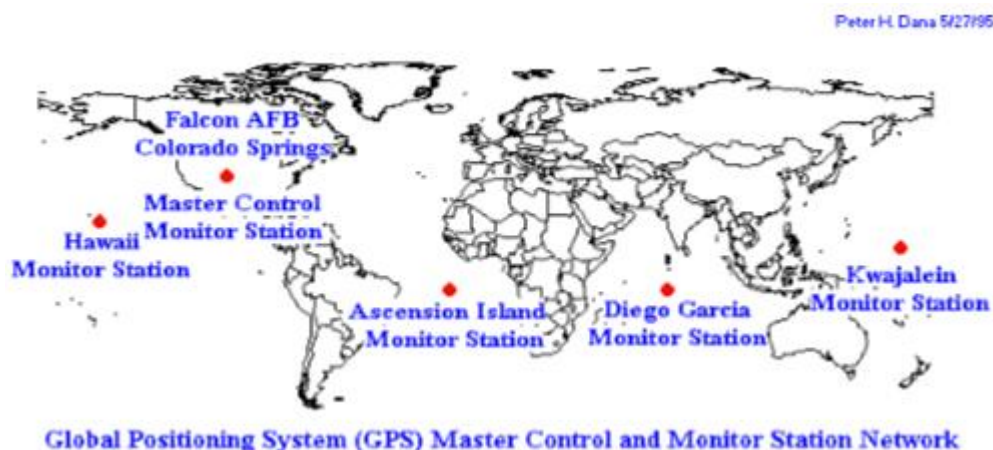 Peter H. Dana 5/27/95
Falcon AFB
Colorado Springs
Master Control
Monitor Station
Hawaii
Monitor Station
Ascension Island
Monitor Station
Diego Garcia
Monitor Station
Kwajalein
Monitor Station
Global Positioning System (GPS) Master Control and Monitor Station Network